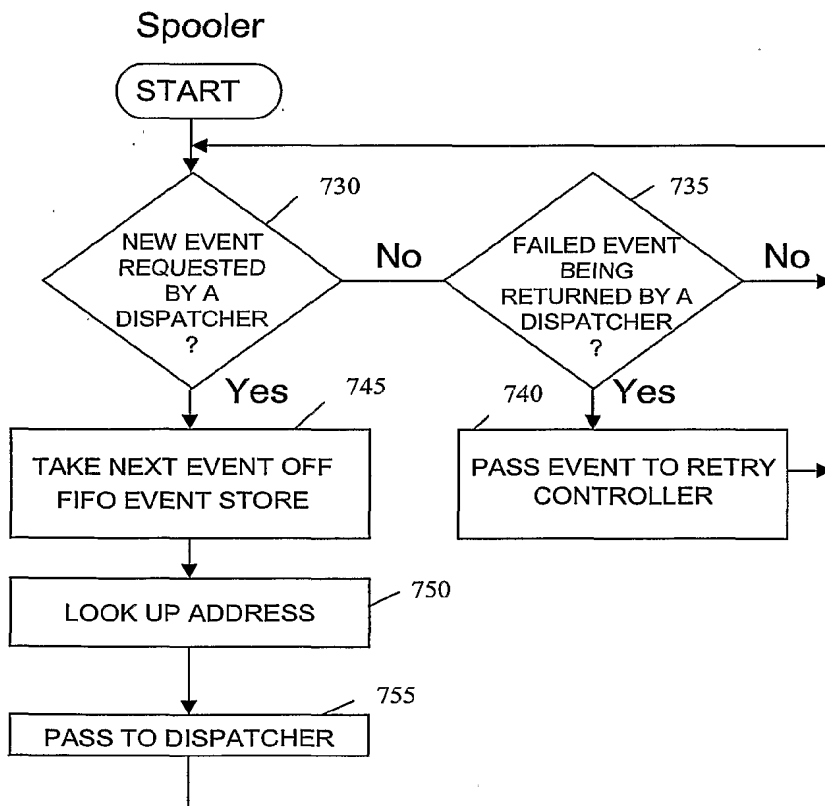 Spooler
START
730
NEW EVENT
REQUESTED
BY A
DISPATCHER
?
No
735
FAILED EVENT
BEING
RETURNED BY A
DISPATCHER
?
No
Yes
745
TAKE NEXT EVENT OFF
FIFO EVENT STORE
740
Yes
PASS EVENT TO RETRY
CONTROLLER
750
LOOK UP ADDRESS
755
PASS TO DISPATCHER